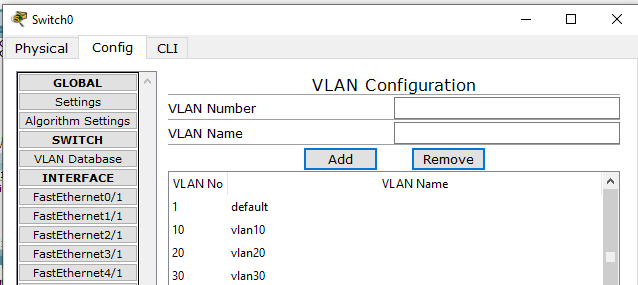 Switch0
Physical Config CLI
GLOBAL
Settings
Algorithm Settings
SWITCH
VLAN Database
INTERFACE
FastEthernet0/1
FastEthernet1/1
FastEthernet2/1
FastEthernet3/1
FastEthernet4/1
VLAN Configuration
VLAN Number
VLAN Name
Add Remove
VLAN No VLAN Name
1 default
10 vlan10
20 vlan20
30 vlan30